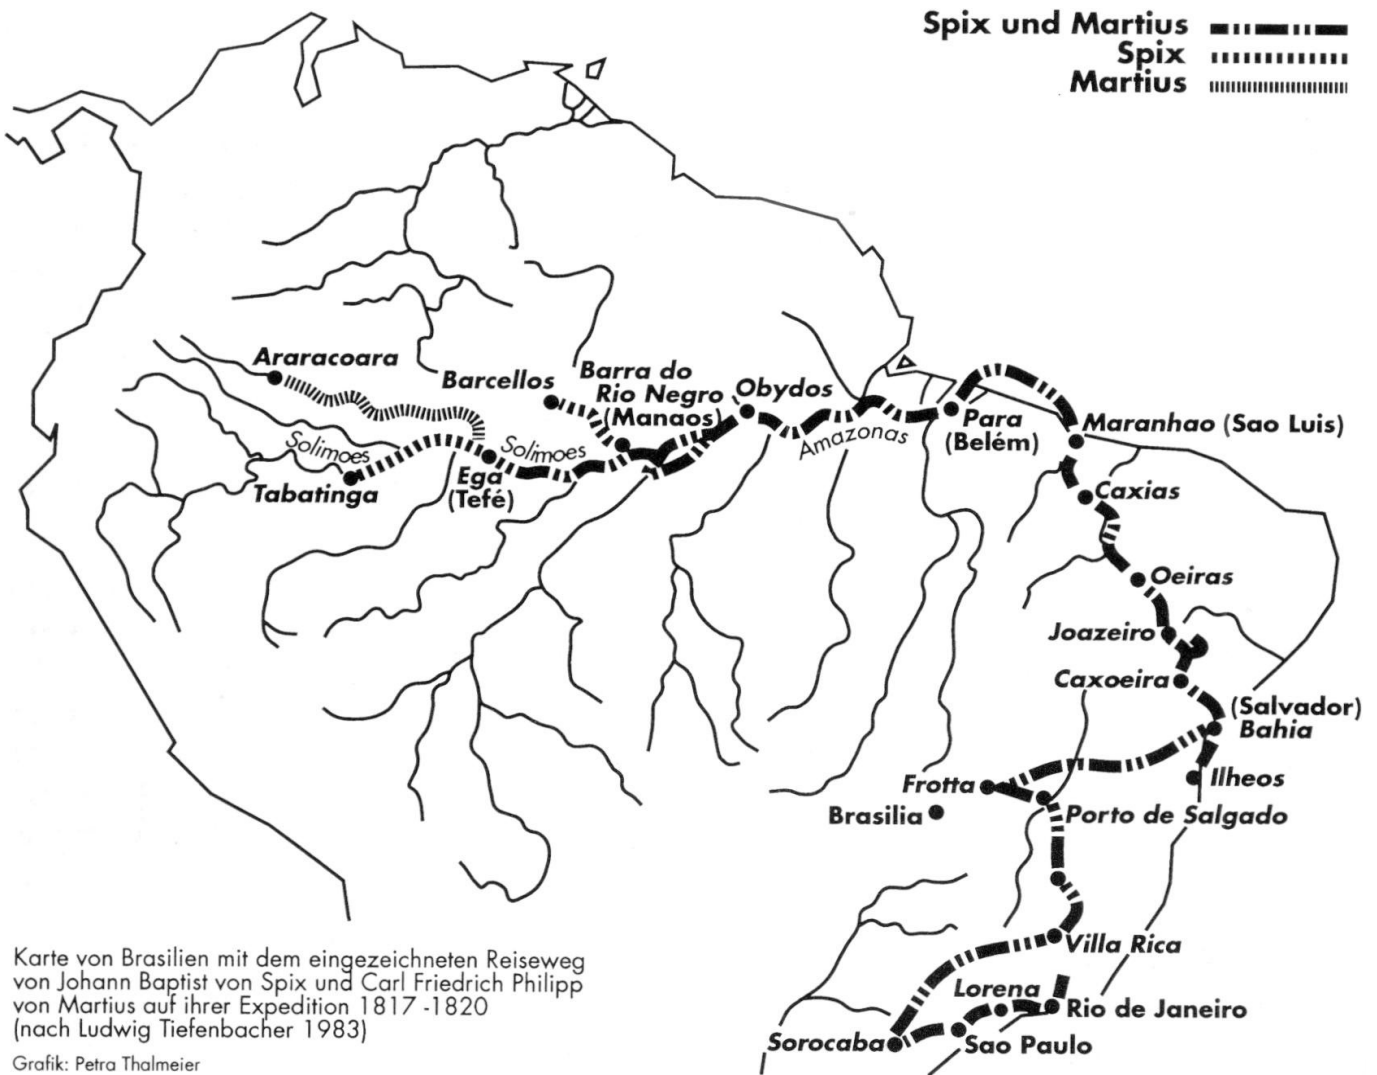 Spix und Martius
Spix
Martius
Araracoara
Barcellos
Barra do
Rio Negro
(Manaos)
Obydos
Para
(Belém)
Maranhao (Sao Luis)
Solimoes
Solimoes
Amazonas
Tabatinga
Ega
(Tefé)
Caxias
Oeiras
Joazeiro
Caxoeira
(Salvador)
Bahia
Ilheos
Frotta
Brasilia
Porto de Salgado
Villa Rica
Lorena
Rio de Janeiro
Sorocaba
Sao Paulo
Karte von Brasilien mit dem eingezeichneten Reiseweg
von Johann Baptist von Spix und Carl Friedrich Philipp
von Martius auf ihrer Expedition 1817 -1820
(nach Ludwig Tiefenbacher 1983)
Grafik: Petra Thalmeier